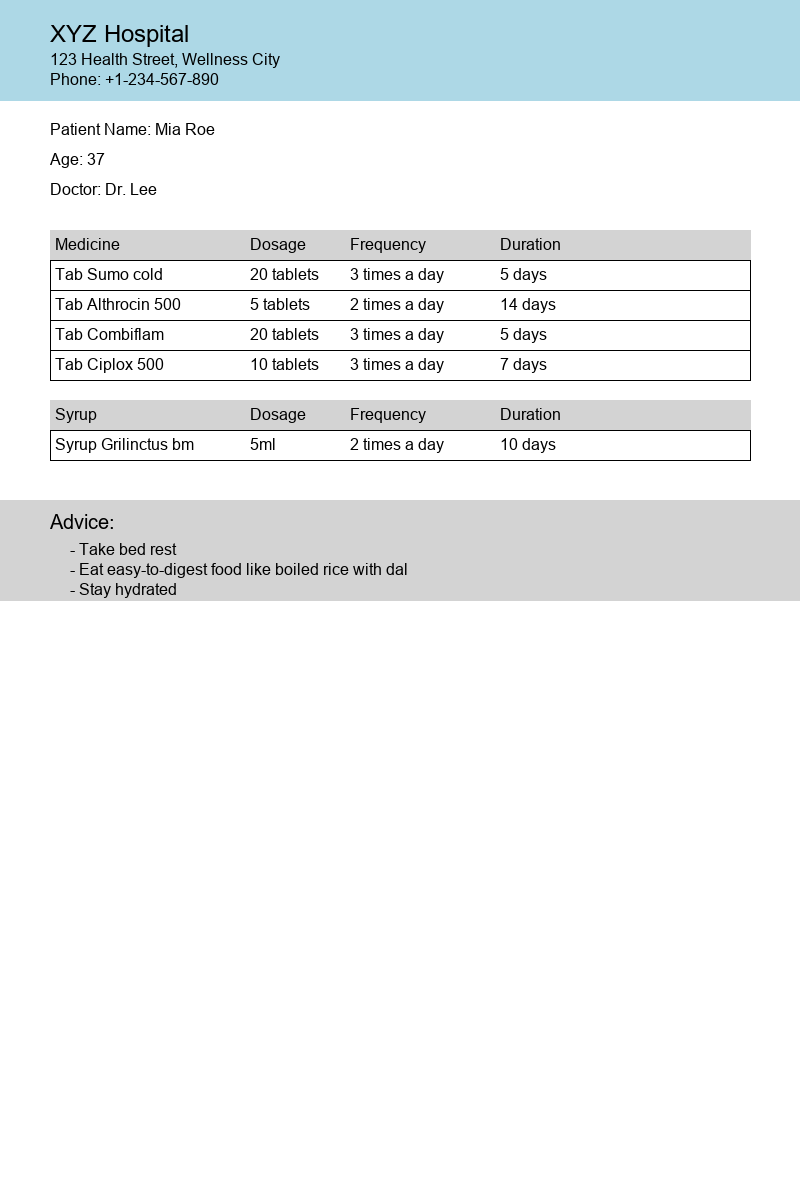 XYZ Hospital
123 Health Street, Wellness City
Phone: +1-234-567-890
Patient Name: Mia Roe
Age: 37
Doctor: Dr. Lee
Medicine Dosage Frequency Duration
Tab Sumo cold 20 tablets 3 times a day 5 days
Tab Althrocin 500 5 tablets 2 times a day 14 days
Tab Combiflam 20 tablets 3 times a day 5 days
Tab Ciplox 500 10 tablets 3 times a day 7 days
Syrup Dosage Frequency Duration
Syrup Grilinctus bm 5ml 2 times a day 10 days
Advice:
- Take bed rest
- Eat easy-to-digest food like boiled rice with dal
- Stay hydrated